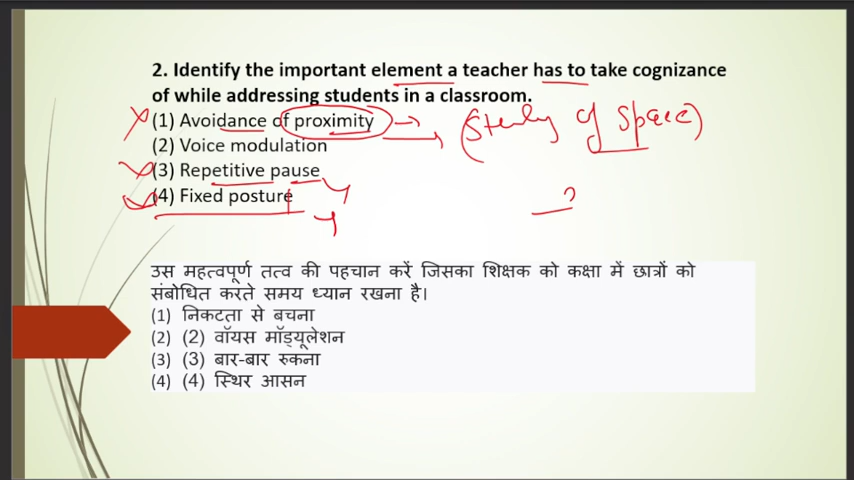 2. Identify the important element a teacher has to take cognizance
of while addressing students in a classroom.
(1) Avoidance of proximity → (Study of Space)
(2) Voice modulation
(3) Repetitive pause
(4) Fixed posture
उस महत्वपूर्ण तत्व की पहचान करें जिसका शिक्षक को कक्षा में छात्रों को
संबोधित करते समय ध्यान रखना है।
(1) निकटता से बचना
(2) (2) वॉयस मॉड्यूलेशन
(3) (3) बार-बार रुकना
(4) (4) स्थिर आसन